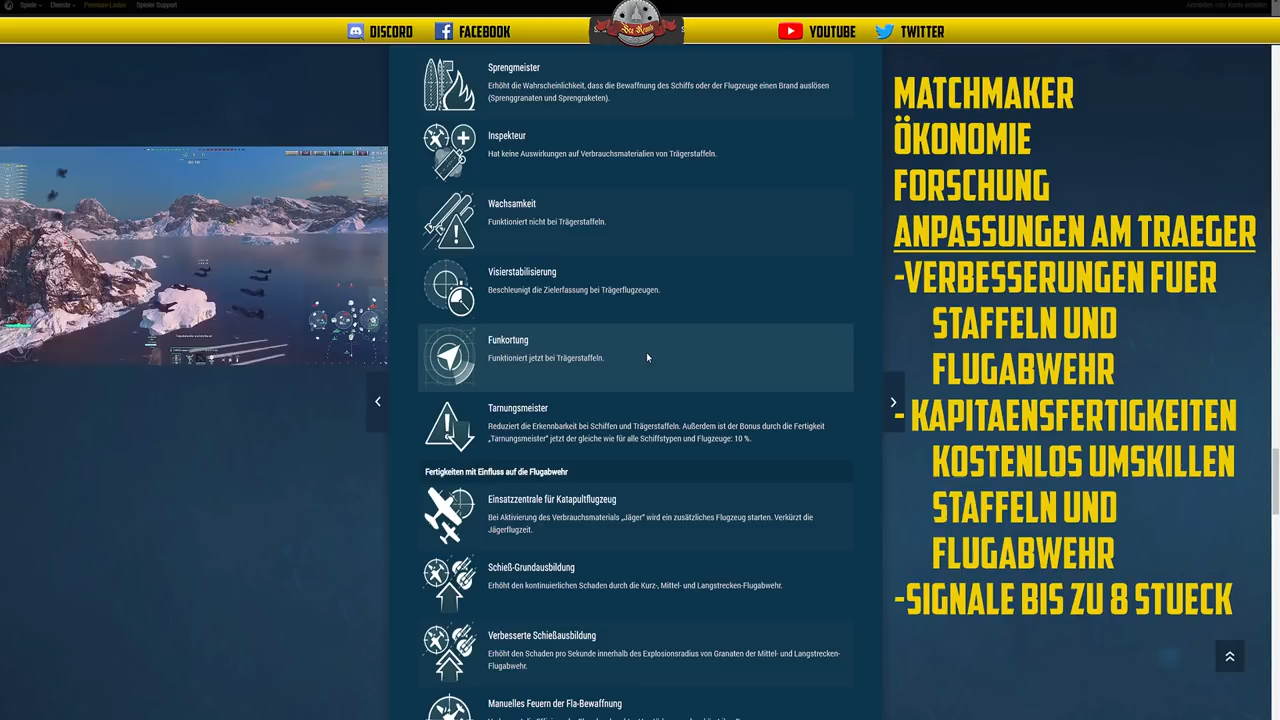 Spiele
Dienste
Premium-Laden
Spieler Support
DISCORD
FACEBOOK
YOUTUBE
TWITTER
Sprengmeister
Erhöht die Wahrscheinlichkeit, dass die Bewaffnung des Schiffs oder der Flugzeuge einen Brand auslösen
(Sprenggranaten und Sprengraketen).
Inspekteur
Hat keine Auswirkungen auf Verbrauchsmaterialien von Trägerstaffeln.
Wachsamkeit
Funktioniert nicht bei Trägerstaffeln.
Visierstabilisierung
Beschleunigt die Zielerfassung bei Trägerflugzeugen.
Funkortung
Funktioniert jetzt bei Trägerstaffeln.
Tarnungsmeister
Reduziert die Erkennbarkeit bei Schiffen und Trägerstaffeln. Außerdem ist der Bonus durch die Fertigkeit
„Tarnungsmeister" jetzt der gleiche wie für alle Schiffstypen und Flugzeuge: 10 %.
Fertigkeiten mit Einfluss auf die Flugabwehr
Einsatzzentrale für Katapultflugzeug
Bei Aktivierung des Verbrauchsmaterials „Jäger" wird ein zusätzliches Flugzeug starten. Verkürzt die
Jägerflugzeit.
Schieß-Grundausbildung
Erhöht den kontinuierlichen Schaden durch die Kurz-, Mittel- und Langstrecken-Flugabwehr.
Verbesserte Schießausbildung
Erhöht den Schaden pro Sekunde innerhalb des Explosionsradius von Granaten der Mittel- und Langstrecken-
Flugabwehr.
Manuelles Feuern der Fla-Bewaffnung
MATCHMAKER
ÖKONOMIE
FORSCHUNG
ANPASSUNGEN AM TRAEGER
-VERBESSERUNGEN FUER
STAFFELN UND
FLUGABWEHR
- KAPITAENSFERTIGKEITEN
KOSTENLOS UMSKILLEN
STAFFELN UND
FLUGABWEHR
-SIGNALE BIS ZU 8 STUECK